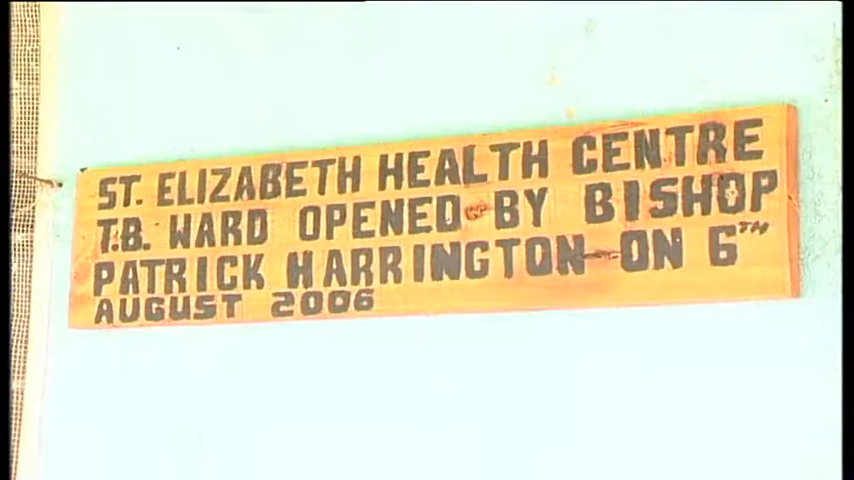 ST. ELIZABETH HEALTH CENTRE
T.B. WARD OPENED BY BISHOP
PATRICK HARRINGTON ON 6TH
AUGUST 2006